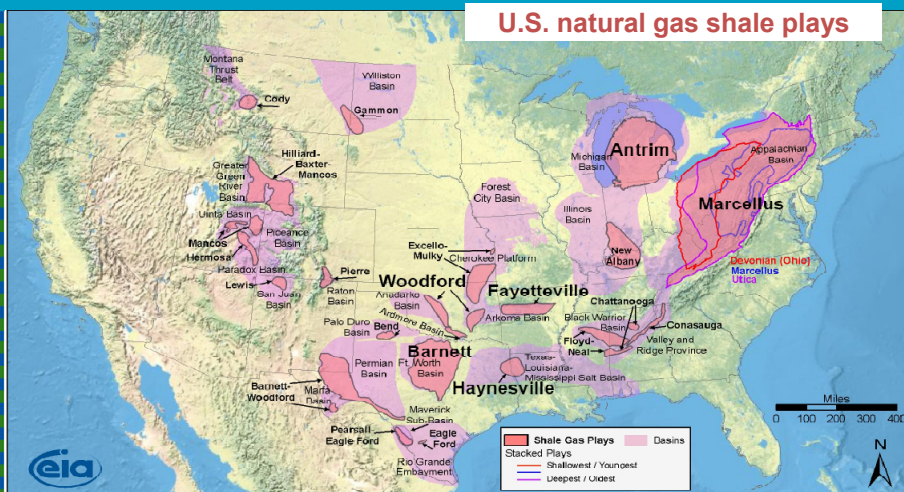 U.S. natural gas shale plays
Montana
Thrust
Belt
Cody
Williston
Basin
Gammon
Greater
Green
River
Basin
Hilliard-
Baxter-
Mancos
Uinta Basin
Piceance
Basin
Mancos
Hermosa
Paradox Basin
Lewis
San Juan
Basin
Pierre
Raton
Basin
Forest
City Basin
Excello-
Mulky
Cherokee Platform
Woodford
Anadarko
Basin
Ardmore Basin
Palo Duro
Basin
Bend
Fayetteville
Arkoma Basin
Michigan
Basin
Antrim
Illinois
Basin
New
Albany
Appalachian
Basin
Marcellus
Devonian (Ohio)
Marcellus
Utica
Chattanooga
Black Warrior
Basin
Conasauga
Floyd-
Neal
Valley and
Ridge Province
Barnett
Permian
Basin
Ft. Worth
Basin
Haynesville
Texas-
Louisiana-
Mississippi Salt Basin
Barnett-
Woodford
Marfa
Basin
Pearsall
Eagle Ford
Maverick
Sub-Basin
Eagle
Ford
Rio Grande
Embayment
Shale Gas Plays
Basins
Stacked Plays
Shallowest / Youngest
Deepest / Oldest
Miles
0 100 200 300 400
N
eia